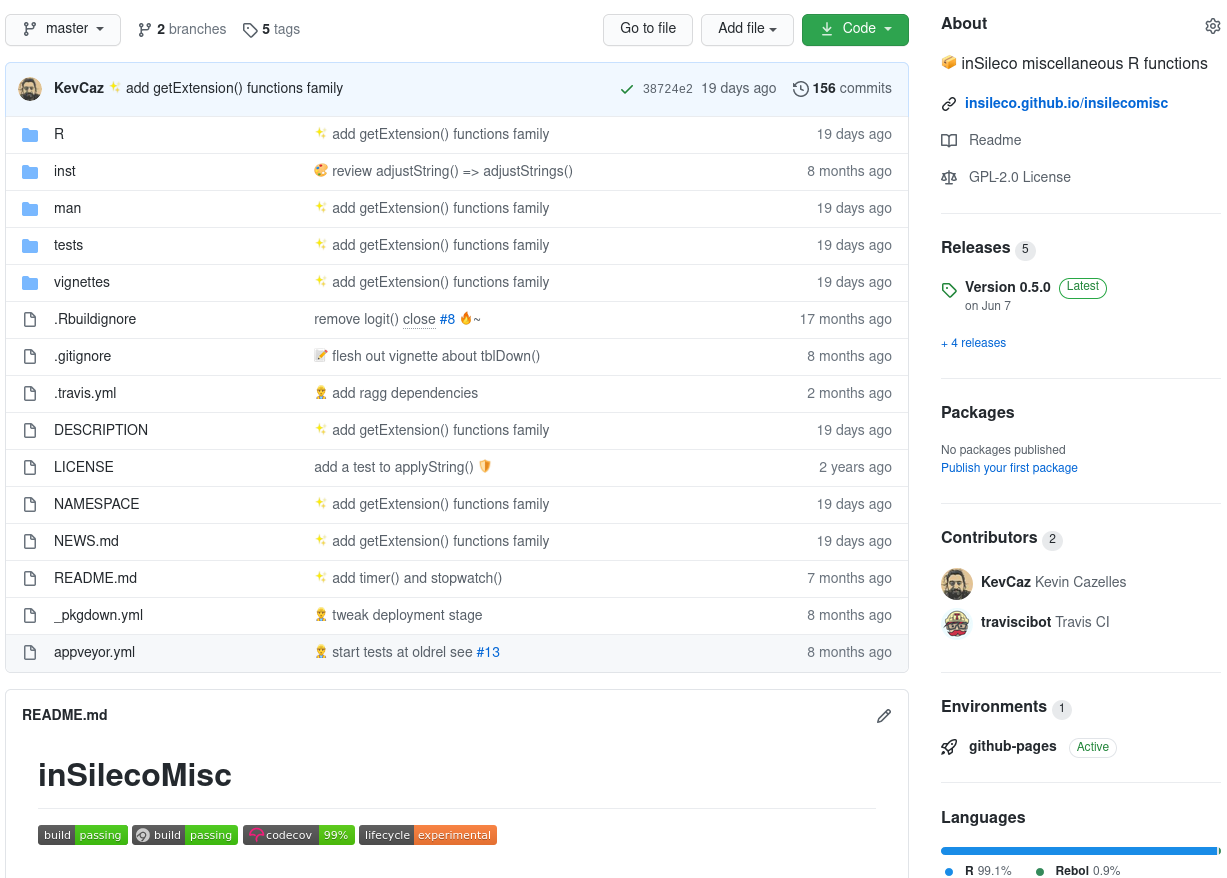 master
2 branches
5 tags
Go to file
Add file
Code
KevCaz ✨ add getExtension() functions family 38724e2 19 days ago 156 commits
R ✨ add getExtension() functions family 19 days ago
inst 🎨 review adjustString() => adjustStrings() 8 months ago
man ✨ add getExtension() functions family 19 days ago
tests ✨ add getExtension() functions family 19 days ago
vignettes ✨ add getExtension() functions family 19 days ago
.Rbuildignore remove logit() close #8 🔥~ 17 months ago
.gitignore 📝 flesh out vignette about tblDown() 8 months ago
.travis.yml 👷 add ragg dependencies 2 months ago
DESCRIPTION ✨ add getExtension() functions family 19 days ago
LICENSE add a test to applyString() 🛡 2 years ago
NAMESPACE ✨ add getExtension() functions family 19 days ago
NEWS.md ✨ add getExtension() functions family 19 days ago
README.md ✨ add timer() and stopwatch() 7 months ago
_pkgdown.yml 👷 tweak deployment stage 8 months ago
appveyor.yml 👷 start tests at oldrel see #13 8 months ago
README.md
inSilecoMisc
build passing build passing codecov 99% lifecycle experimental
About
📦 inSileco miscellaneous R functions
insileco.github.io/insilecomisc
Readme
GPL-2.0 License
Releases 5
Version 0.5.0 Latest
on Jun 7
+ 4 releases
Packages
No packages published
Publish your first package
Contributors 2
KevCaz Kevin Cazelles
traviscibot Travis CI
Environments 1
github-pages Active
Languages
R 99.1% Rebol 0.9%